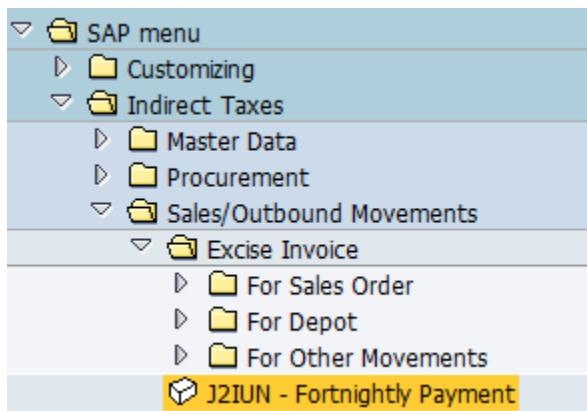 SAP menu
Customizing
Indirect Taxes
Master Data
Procurement
Sales/Outbound Movements
Excise Invoice
For Sales Order
For Depot
For Other Movements
J2IUN - Fortnightly Payment